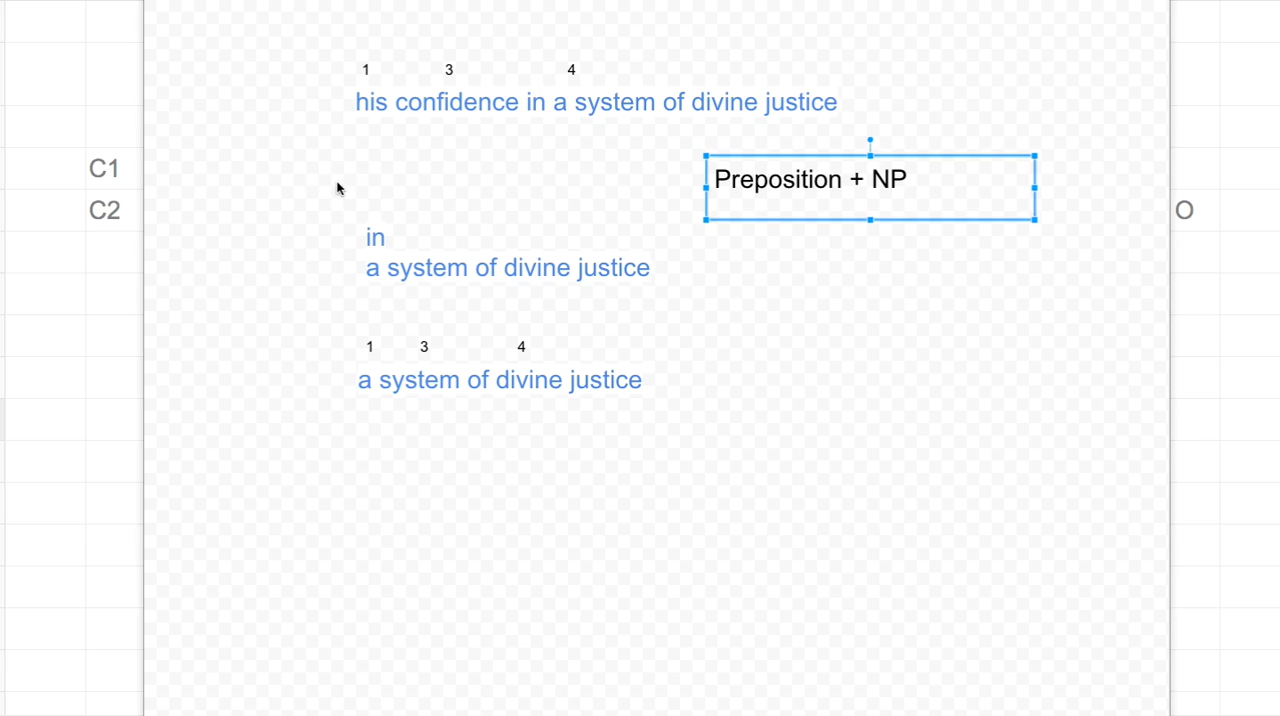 1 3 4
his confidence in a system of divine justice
C1
Preposition + NP
C2
O
in
a system of divine justice
1 3 4
a system of divine justice